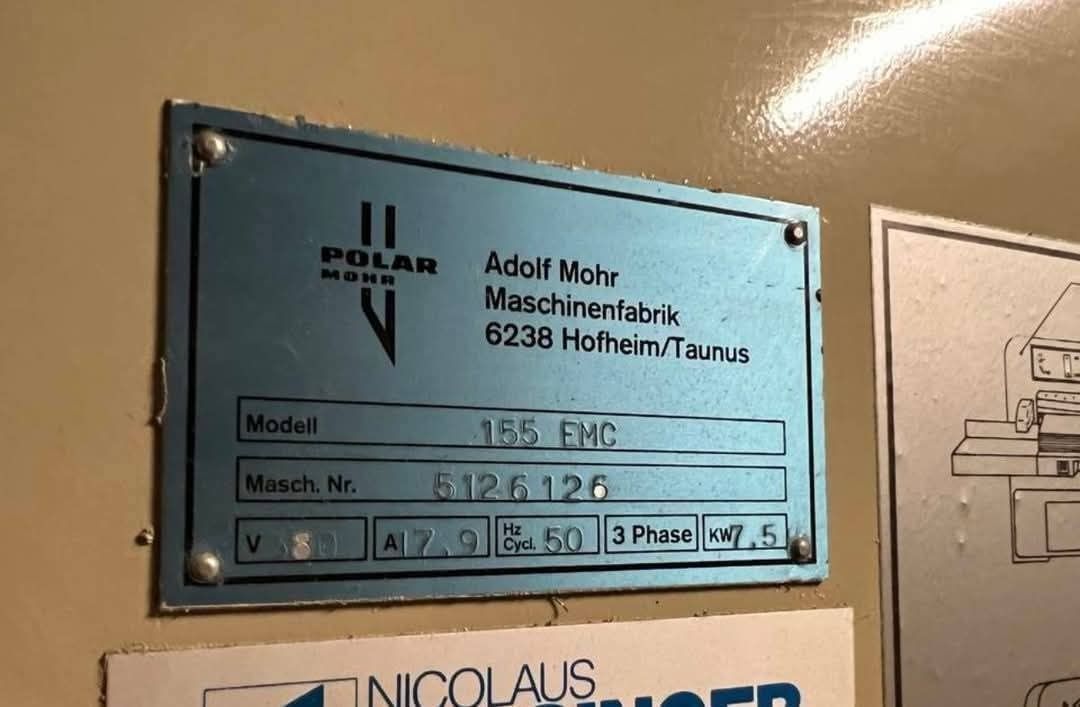 POLAR
MOHR
Adolf Mohr
Maschinenfabrik
6238 Hofheim/Taunus
Modell 155 EMC
Masch. Nr. 5126126
V 380 A 17.9 Hz Cycl. 50 3 Phase KW 7.5
NICOLAUS